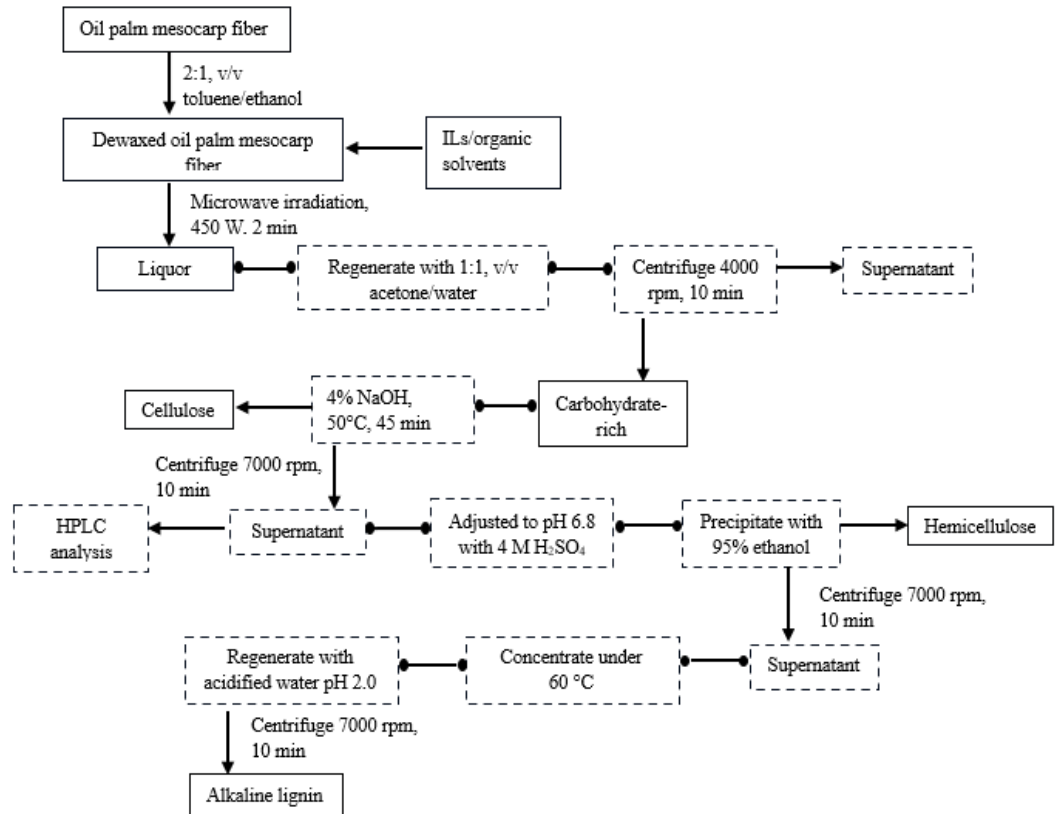 Oil palm mesocarp fiber
2:1, v/v
toluene/ethanol
Dewaxed oil palm mesocarp
fiber
ILs/organic
solvents
Microwave irradiation,
450 W. 2 min
Liquor
Regenerate with 1:1, v/v
acetone/water
Centrifuge 4000
rpm, 10 min
Supernatant
Cellulose
4% NaOH,
50°C, 45 min
Carbohydrate-
rich
Centrifuge 7000 rpm,
10 min
HPLC
analysis
Supernatant
Adjusted to pH 6.8
with 4 M H₂SO₄
Precipitate with
95% ethanol
Hemicellulose
Centrifuge 7000 rpm,
10 min
Regenerate with
acidified water pH 2.0
Concentrate under
60 °C
Supernatant
Centrifuge 7000 rpm,
10 min
Alkaline lignin